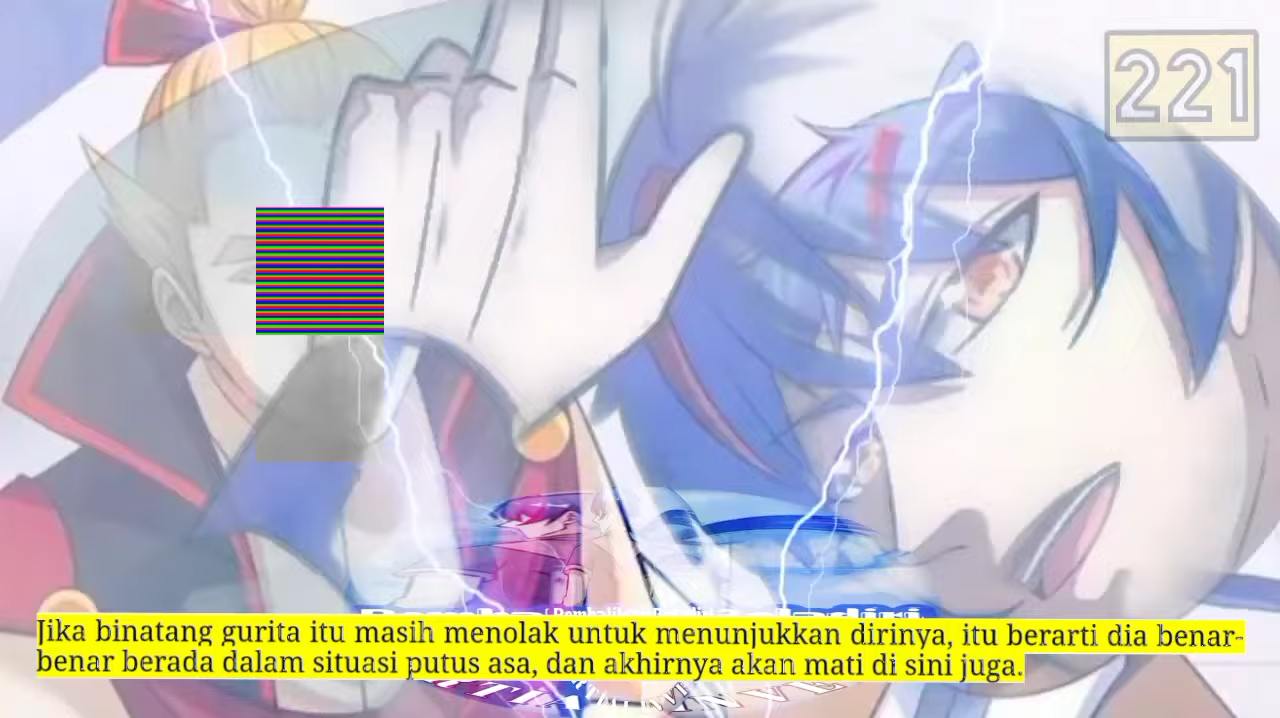 221
Jika binatang gurita itu masih menolak untuk menunjukkan dirinya, itu berarti dia benar-
benar berada dalam situasi putus asa, dan akhirnya akan mati di sini juga.